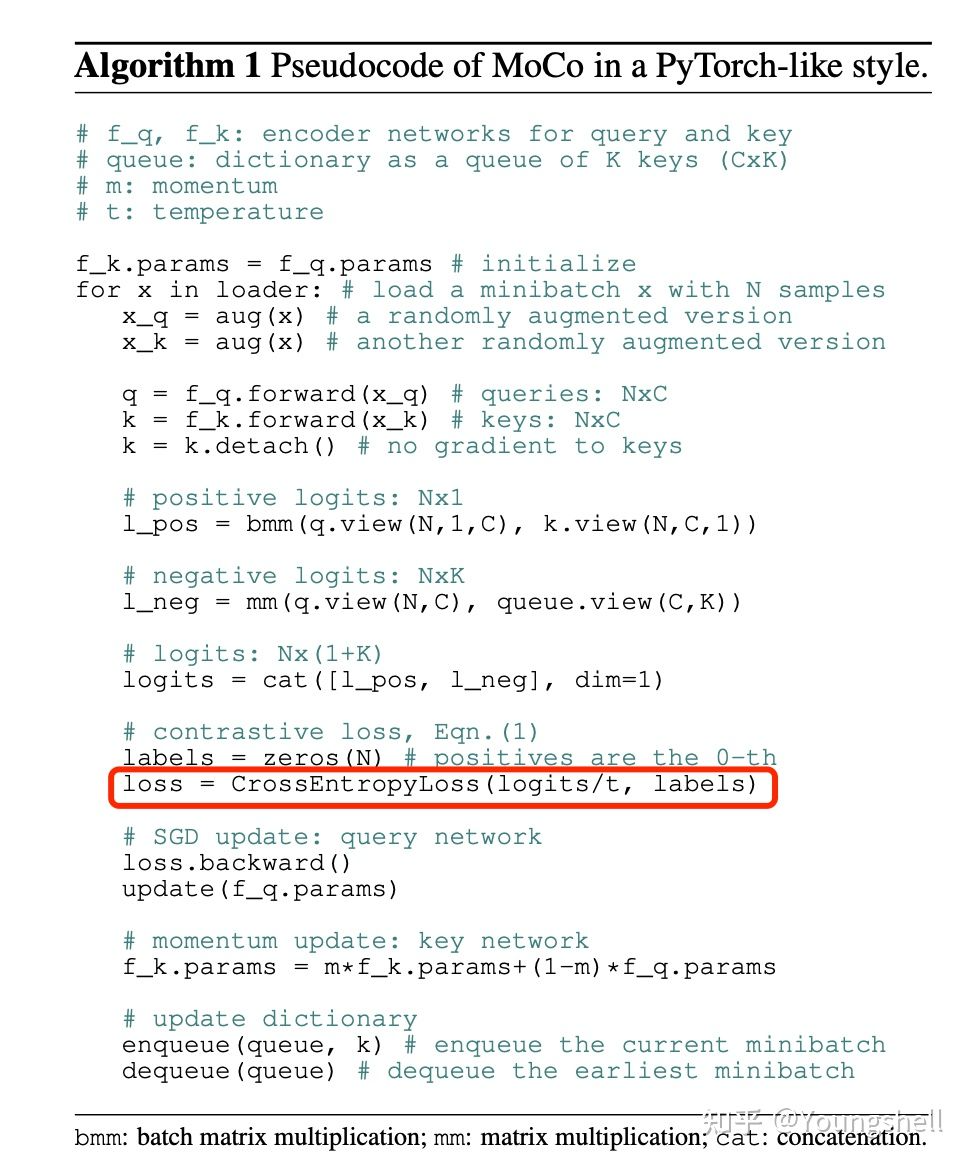 Algorithm 1 Pseudocode of MoCo in a PyTorch-like style.
# f_q, f_k: encoder networks for query and key
# queue: dictionary as a queue of K keys (CxK)
# m: momentum
# t: temperature
f_k.params = f_q.params # initialize
for x in loader: # load a minibatch x with N samples
x_q = aug(x) # a randomly augmented version
x_k = aug(x) # another randomly augmented version
q = f_q.forward(x_q) # queries: NxC
k = f_k.forward(x_k) # keys: NxC
k = k.detach() # no gradient to keys
# positive logits: Nx1
l_pos = bmm(q.view(N,1,C), k.view(N,C,1))
# negative logits: NxK
l_neg = mm(q.view(N,C), queue.view(C,K))
# logits: Nx(1+K)
logits = cat([l_pos, l_neg], dim=1)
# contrastive loss, Eqn.(1)
labels = zeros(N) # positives are the 0-th
loss = CrossEntropyLoss(logits/t, labels)
# SGD update: query network
loss.backward()
update(f_q.params)
# momentum update: key network
f_k.params = m*f_k.params+(1-m)*f_q.params
# update dictionary
enqueue(queue, k) # enqueue the current minibatch
dequeue(queue) # dequeue the earliest minibatch
bmm: batch matrix multiplication; mm: matrix multiplication; cat: concatenation.
知乎 @Youngshell